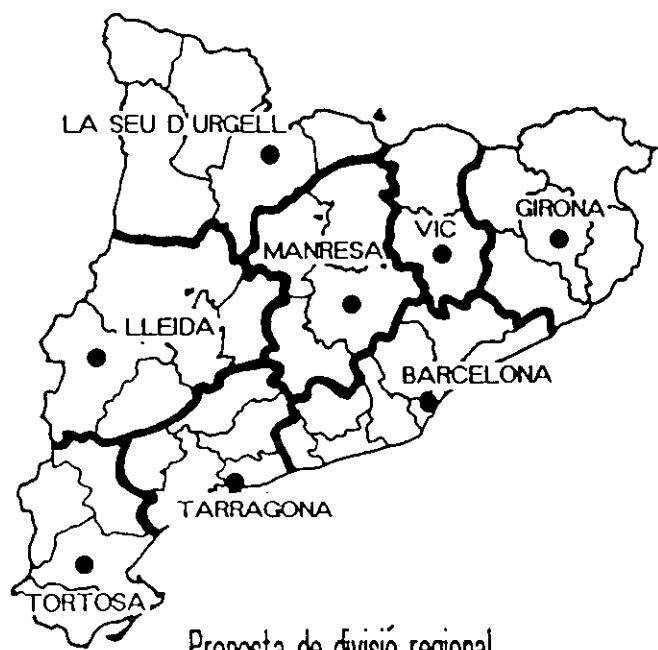 LA SEU D'URGELL
GIRONA
VIC
MANRESA
LLEIDA
BARCELONA
TARRAGONA
TORTOSA
Proposta de divisió regional